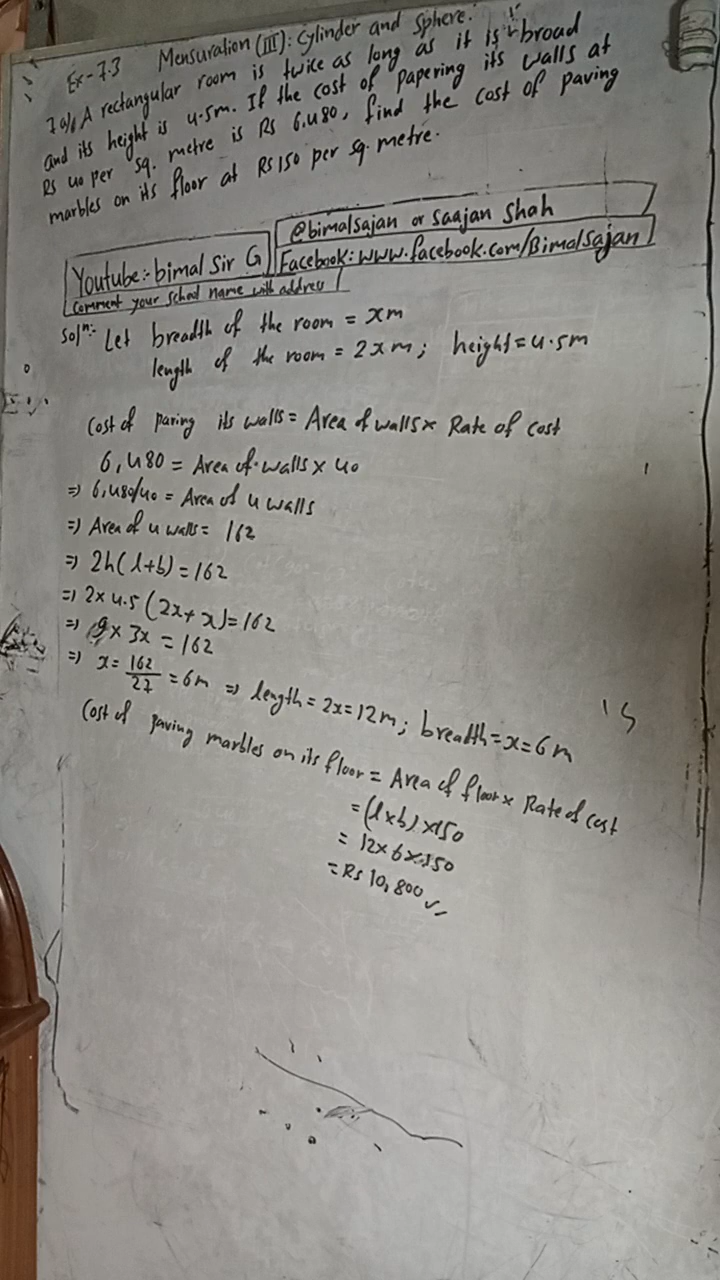 Ex-7.3 Mensuration (III): Cylinder and Sphere.
7 a) A rectangular room is twice as long as it is broad
and its height is 4.5m. If the cost of papering its walls at
Rs 40 per sq. metre is Rs 6,480, find the cost of paving
marbles on its floor at Rs 150 per sq. metre.
@bimalsajan or Saajan Shah
Youtube:- bimal Sir G
Facebook: www.facebook.com/BimalSajan
Comment your school name with address
Solⁿ: Let breadth of the room = xm
length of the room = 2xm; height = 4.5m
Cost of paving its walls = Area of walls × Rate of cost
6,480 = Area of walls × 40
⇒ 6,480/40 = Area of 4 walls
⇒ Area of 4 walls = 162
⇒ 2h(l+b) = 162
⇒ 2×4.5(2x+x) = 162
⇒ 9×3x = 162
⇒ x = 162/27 = 6m ⇒ length = 2x = 12m; breadth = x = 6m
Cost of paving marbles on its floor = Area of floor × Rate of cost
= (l×b)×150
= 12×6×150
= Rs 10,800